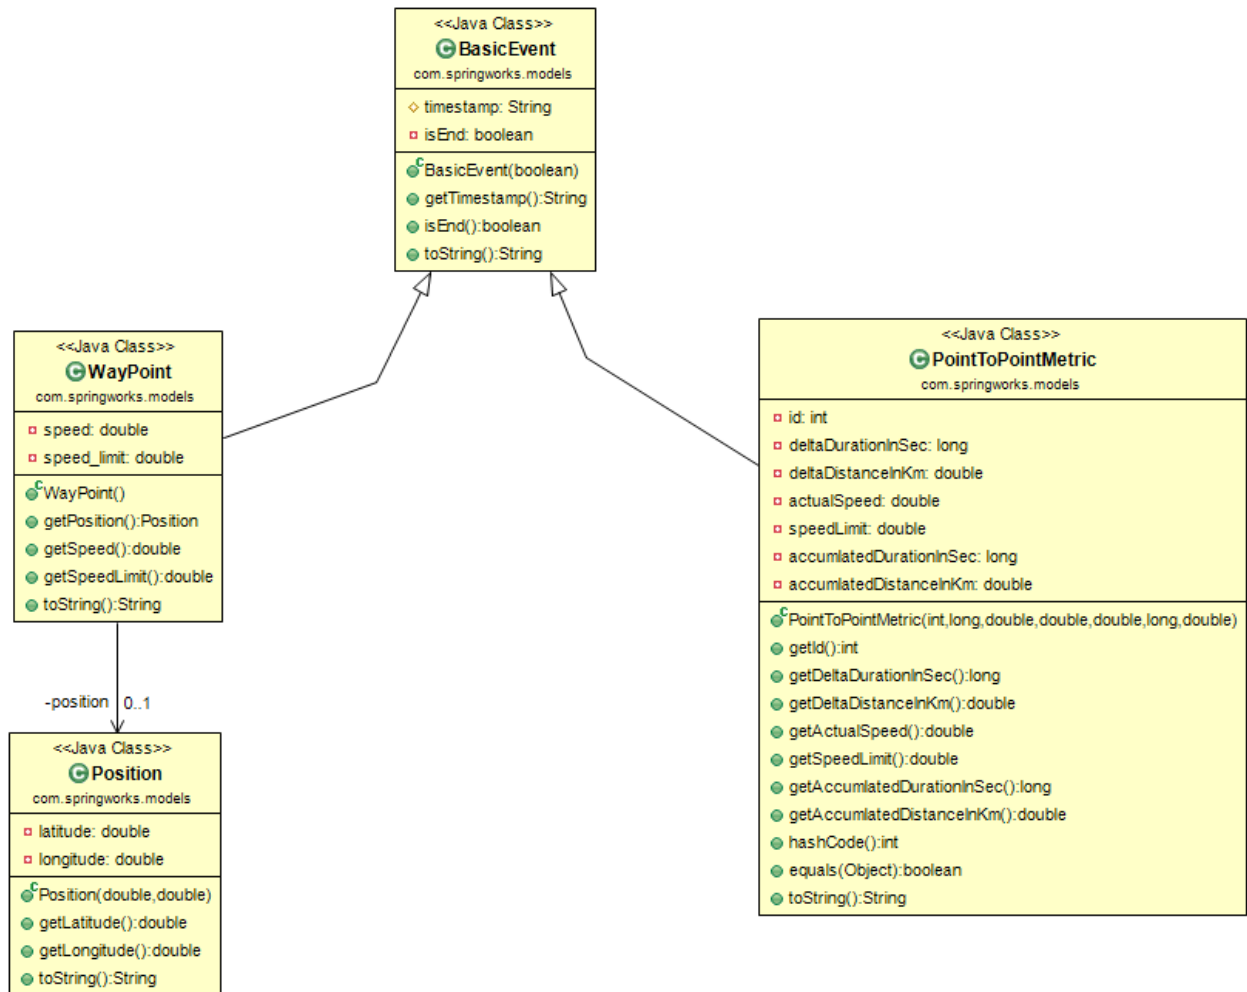 <<Java Class>>
BasicEvent
com.springworks.models
timestamp: String
isEnd: boolean
BasicEvent(boolean)
getTimestamp():String
isEnd():boolean
toString():String
<<Java Class>>
WayPoint
com.springworks.models
speed: double
speed_limit: double
WayPoint()
getPosition():Position
getSpeed():double
getSpeedLimit():double
toString():String
-position 0..1
<<Java Class>>
Position
com.springworks.models
latitude: double
longitude: double
Position(double,double)
getLatitude():double
getLongitude():double
toString():String
<<Java Class>>
PointToPointMetric
com.springworks.models
id: int
deltaDurationInSec: long
deltaDistanceInKm: double
actualSpeed: double
speedLimit: double
accumlatedDurationInSec: long
accumlatedDistanceInKm: double
PointToPointMetric(int,long,double,double,double,long,double)
getId():int
getDeltaDurationInSec():long
getDeltaDistanceInKm():double
getActualSpeed():double
getSpeedLimit():double
getAccumlatedDurationInSec():long
getAccumlatedDistanceInKm():double
hashCode():int
equals(Object):boolean
toString():String